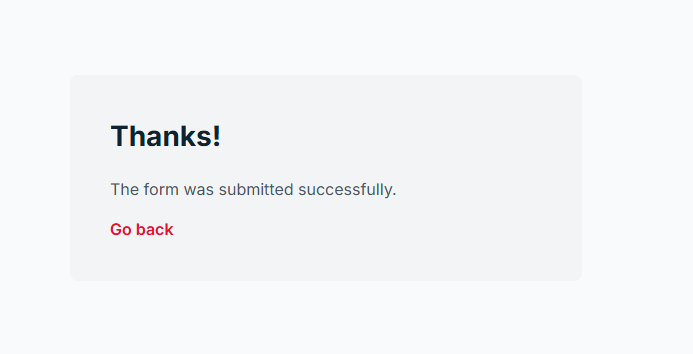 Thanks!
The form was submitted successfully.
Go back